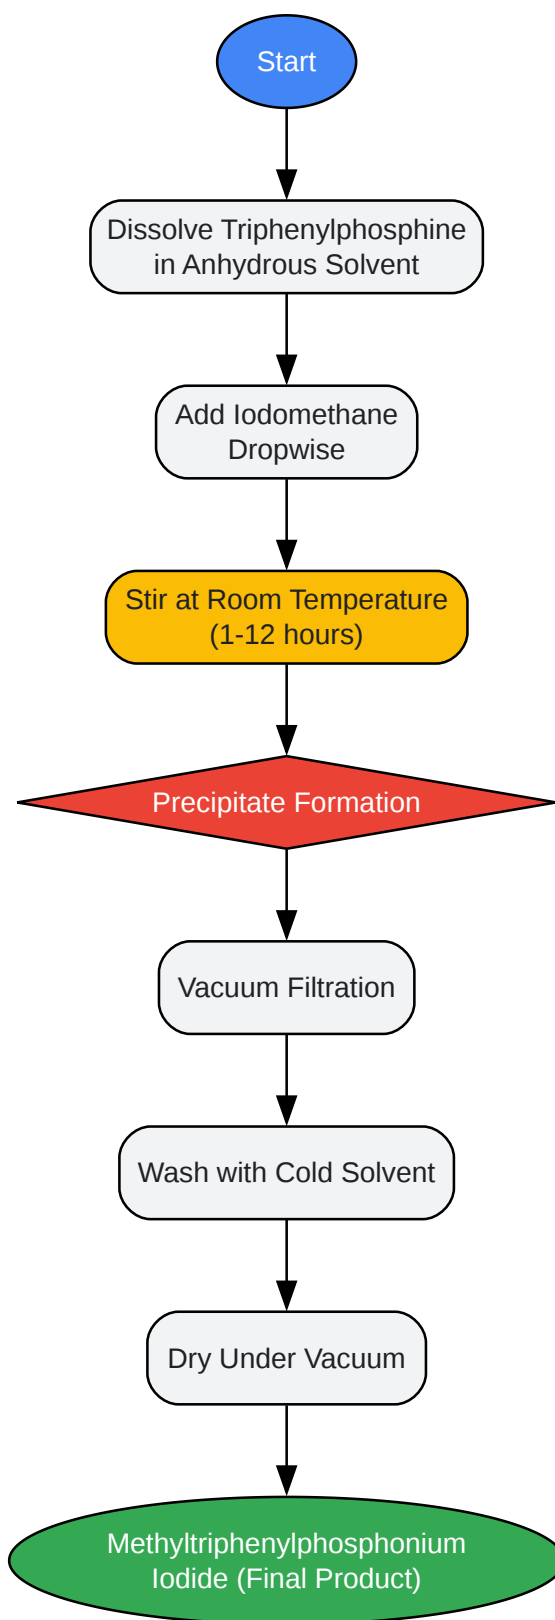 Start
Dissolve Triphenylphosphine
in Anhydrous Solvent
Add Iodomethane
Dropwise
Stir at Room Temperature
(1-12 hours)
Precipitate Formation
Vacuum Filtration
Wash with Cold Solvent
Dry Under Vacuum
Methyltriphenylphosphonium
Iodide (Final Product)